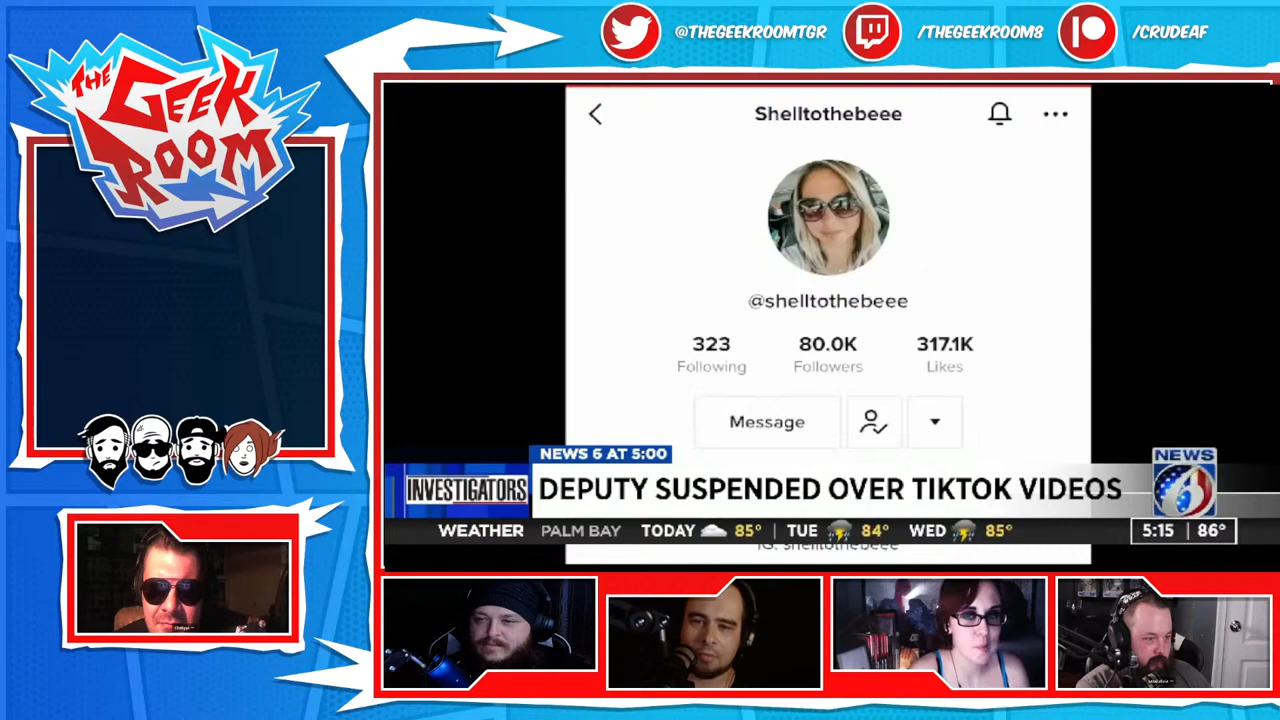 THE
GEEK
ROOM
@THEGEEKROOMTGR
/THEGEEKROOM8
/CRUDEAF
Shelltothebeee
@shelltothebeee
323
80.0K
317.1K
Following
Followers
Likes
Message
NEWS 6 AT 5:00
INVESTIGATORS
DEPUTY SUSPENDED OVER TIKTOK VIDEOS
NEWS
6
WEATHER PALM BAY TODAY 85° TUE 84° WED 85°
5:15 86°
IG: shelltothebeee